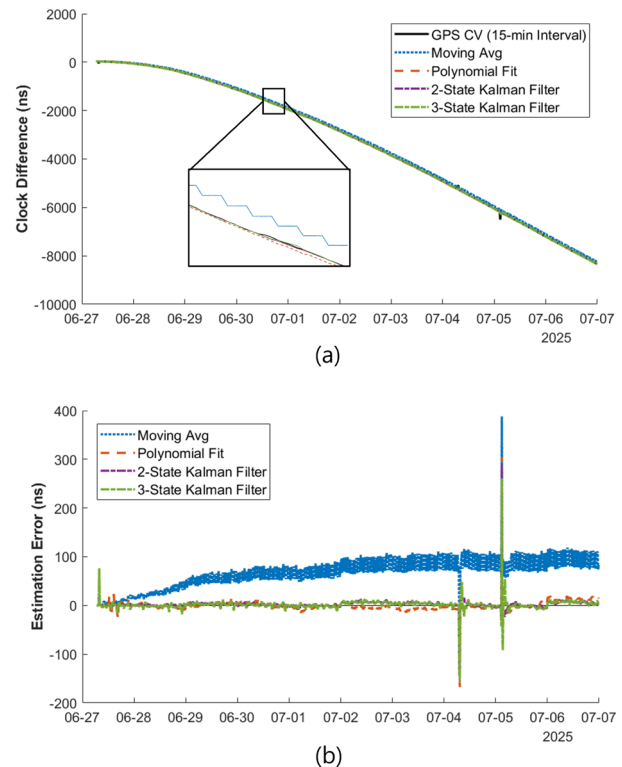 2000
0
-2000
-4000
-6000
-8000
-10000
Clock Difference (ns)
GPS CV (15-min Interval)
Moving Avg
Polynomial Fit
2-State Kalman Filter
3-State Kalman Filter
06-27 06-28 06-29 06-30 07-01 07-02 07-03 07-04 07-05 07-06 07-07
2025
(a)
400
300
200
100
0
-100
-200
Estimation Error (ns)
Moving Avg
Polynomial Fit
2-State Kalman Filter
3-State Kalman Filter
06-27 06-28 06-29 06-30 07-01 07-02 07-03 07-04 07-05 07-06 07-07
2025
(b)